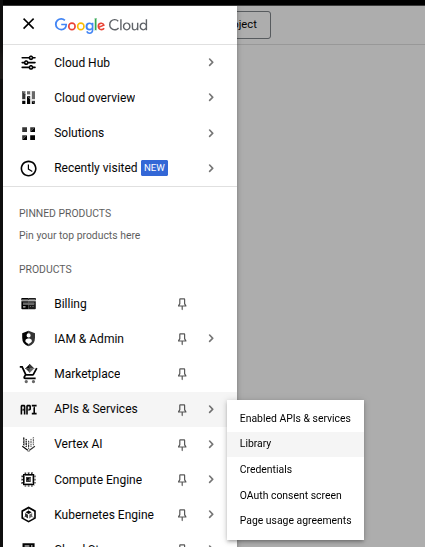 Google Cloud
ject
Cloud Hub
Cloud overview
Solutions
Recently visited NEW
PINNED PRODUCTS
Pin your top products here
PRODUCTS
Billing
IAM & Admin
Marketplace
API APIs & Services
Vertex AI
Compute Engine
Kubernetes Engine
Enabled APIs & services
Library
Credentials
OAuth consent screen
Page usage agreements